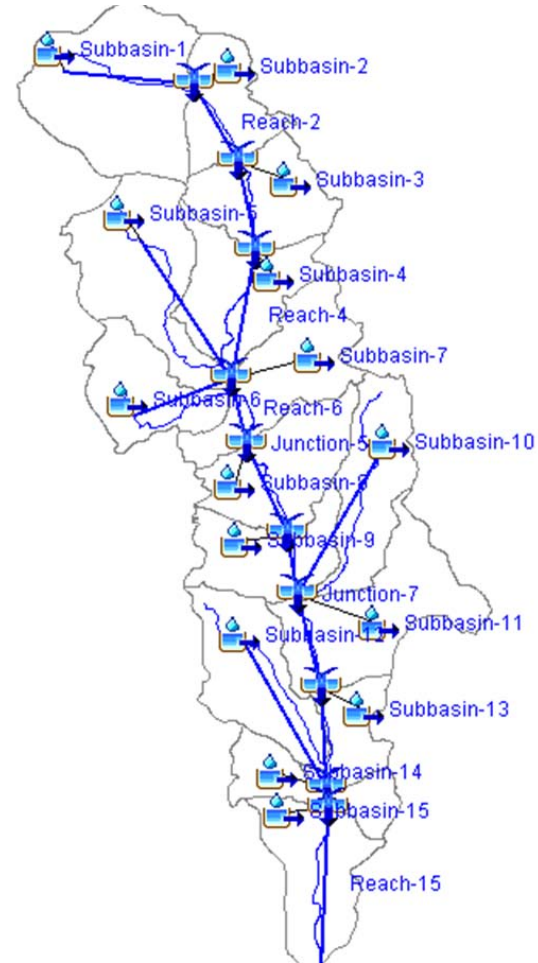 Subbasin-1
Subbasin-2
Reach-2
Subbasin-3
Subbasin-5
Subbasin-4
Reach-4
Subbasin-7
Subbasin-6
Reach-6
Junction-5
Subbasin-10
Subbasin-8
Subbasin-9
Junction-7
Subbasin-11
Subbasin-12
Subbasin-13
Subbasin-14
Subbasin-15
Reach-15